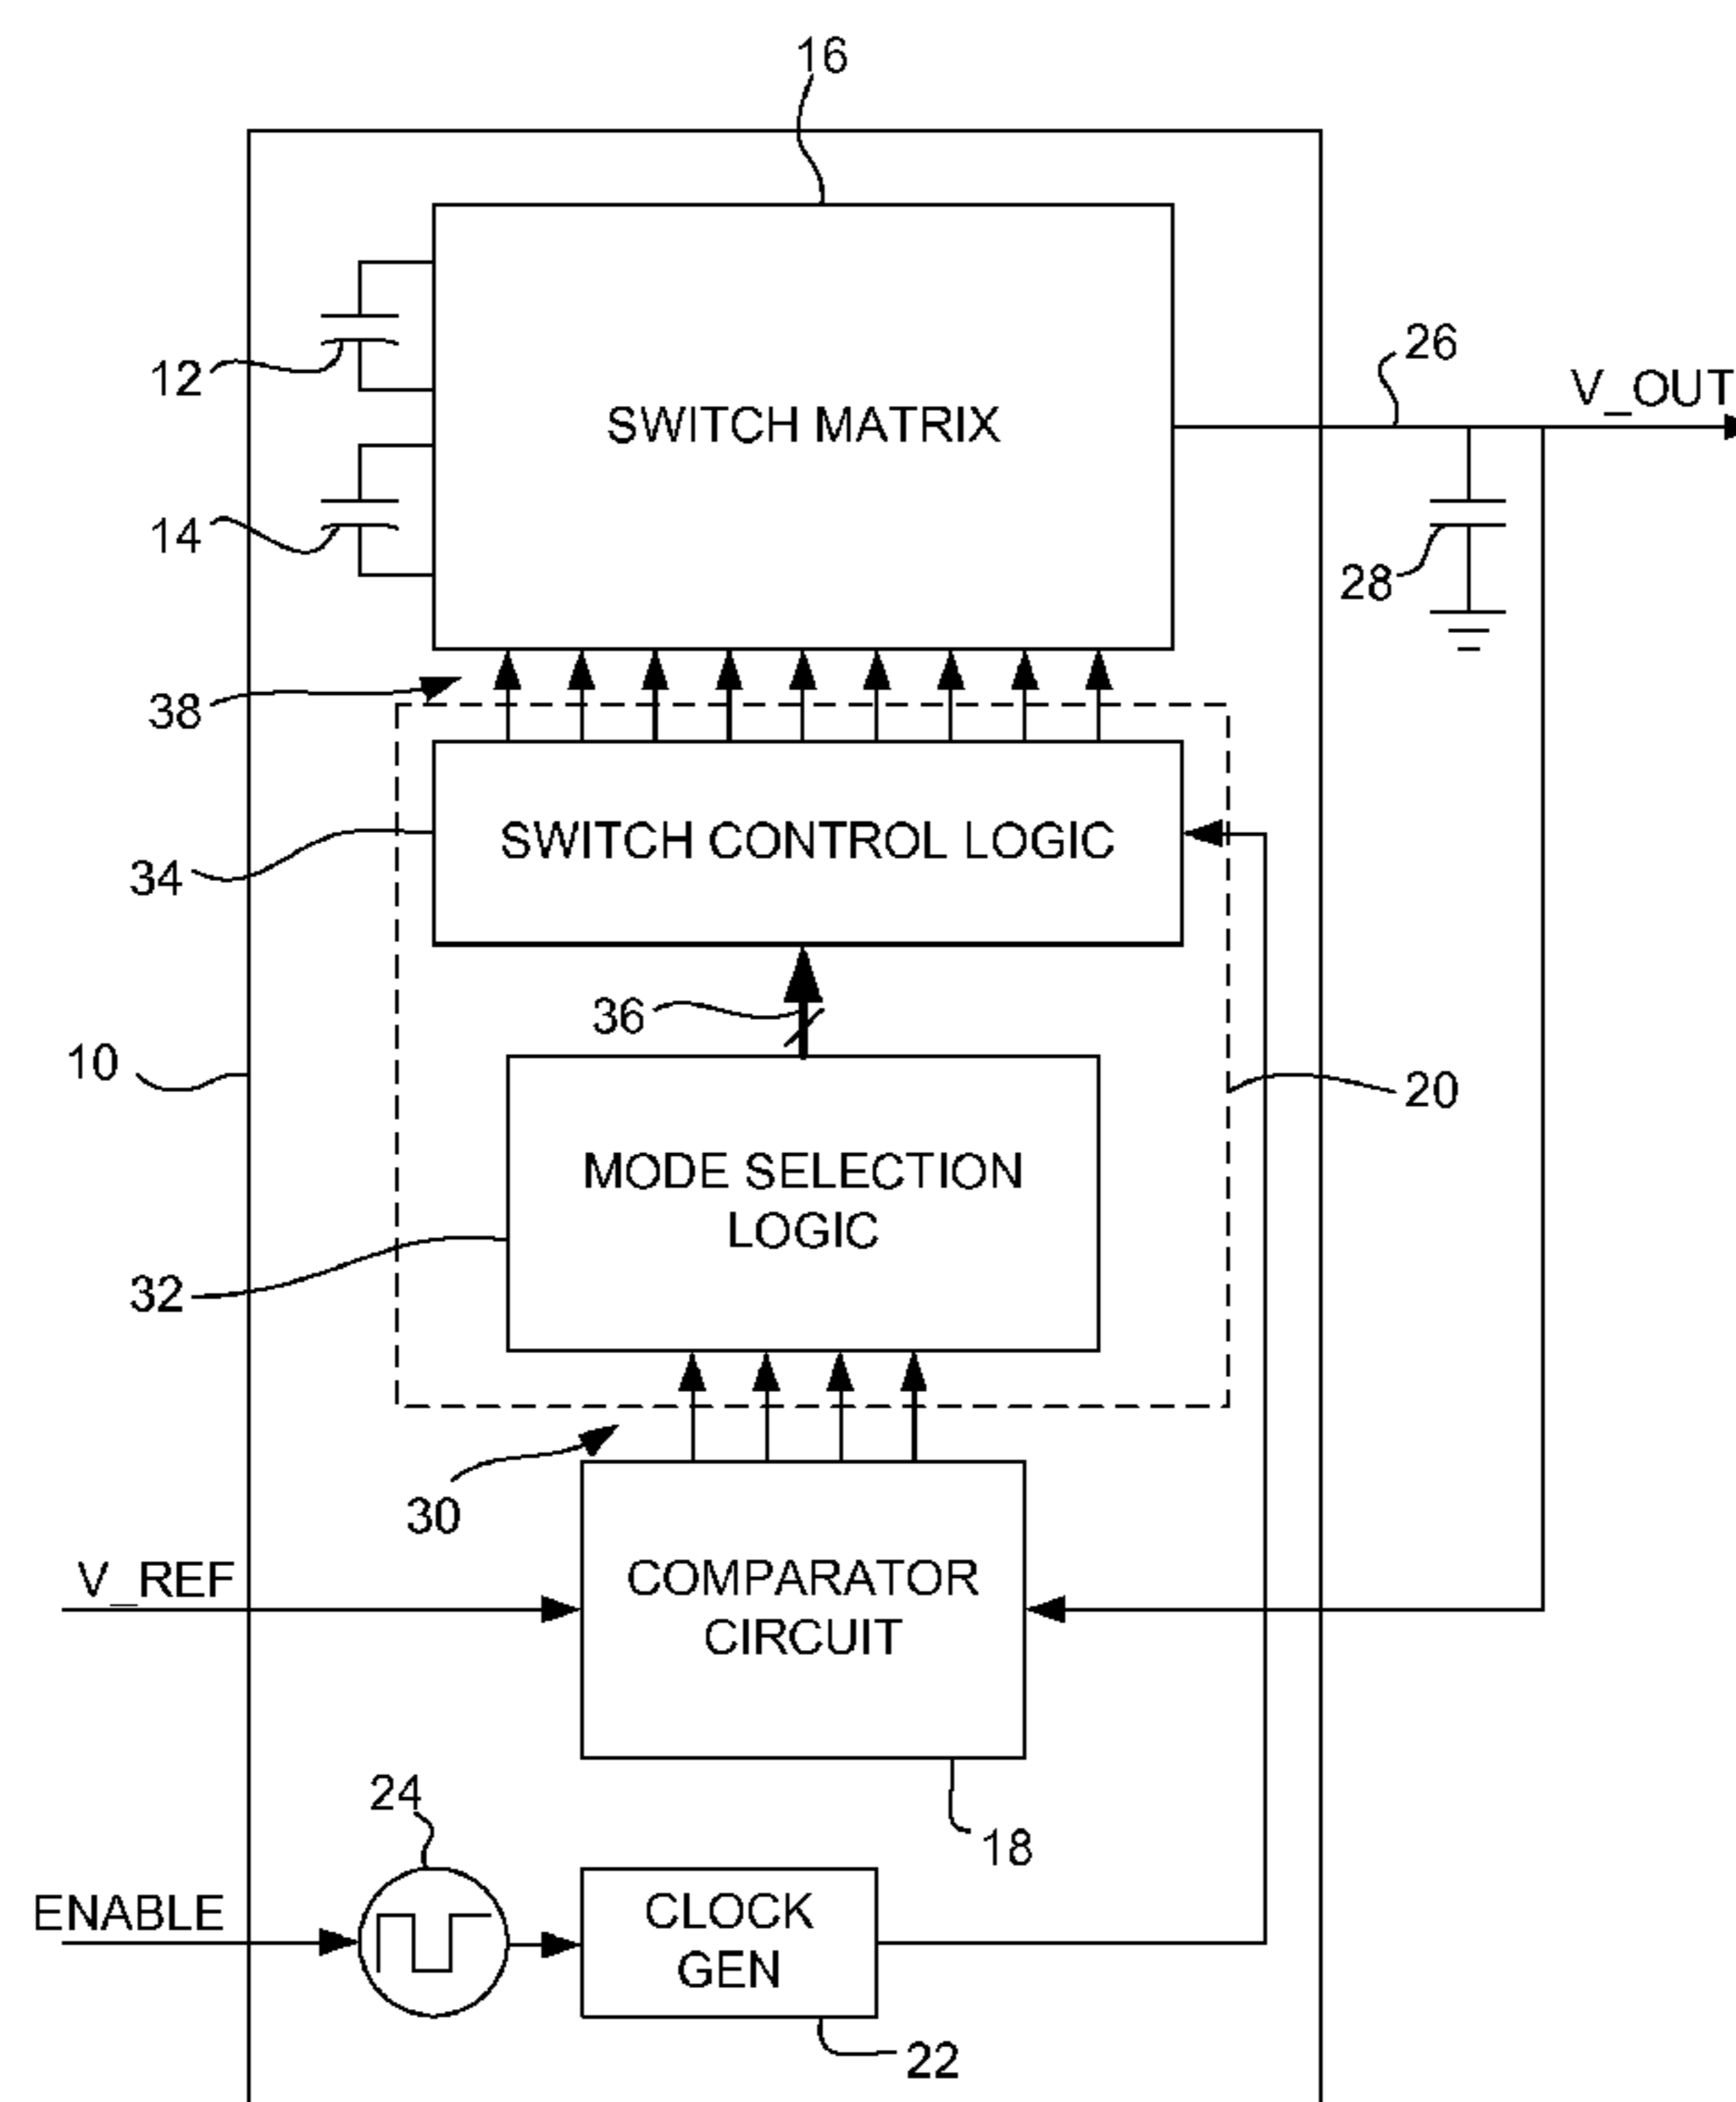 16
26
V_OUT
12
SWITCH MATRIX
14
28
38
SWITCH CONTROL LOGIC
34
36
10
20
MODE SELECTION
LOGIC
32
30
V_REF
COMPARATOR
CIRCUIT
24
18
ENABLE
CLOCK
GEN
22